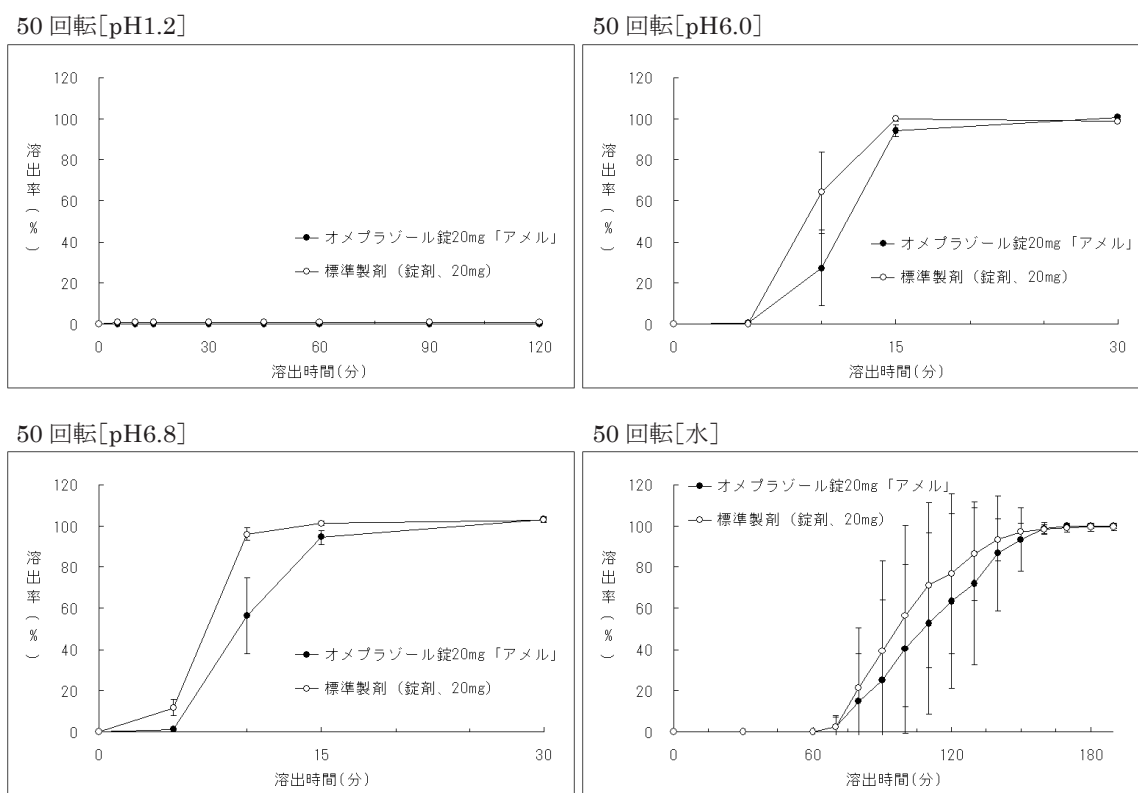 50 回転[pH1.2]
120
100
80
60
40
20
0
溶出率(%)
オメプラゾール錠20mg「アメル」
標準製剤(錠剤、20mg)
0 30 60 90 120
溶出時間(分)
50 回転[pH6.0]
120
100
80
60
40
20
0
溶出率(%)
オメプラゾール錠20mg「アメル」
標準製剤(錠剤、20mg)
0 15 30
溶出時間(分)
50 回転[pH6.8]
120
100
80
60
40
20
0
溶出率(%)
オメプラゾール錠20mg「アメル」
標準製剤(錠剤、20mg)
0 15 30
溶出時間(分)
50 回転[水]
120
100
80
60
40
20
0
溶出率(%)
オメプラゾール錠20mg「アメル」
標準製剤(錠剤、20mg)
0 60 120 180
溶出時間(分)